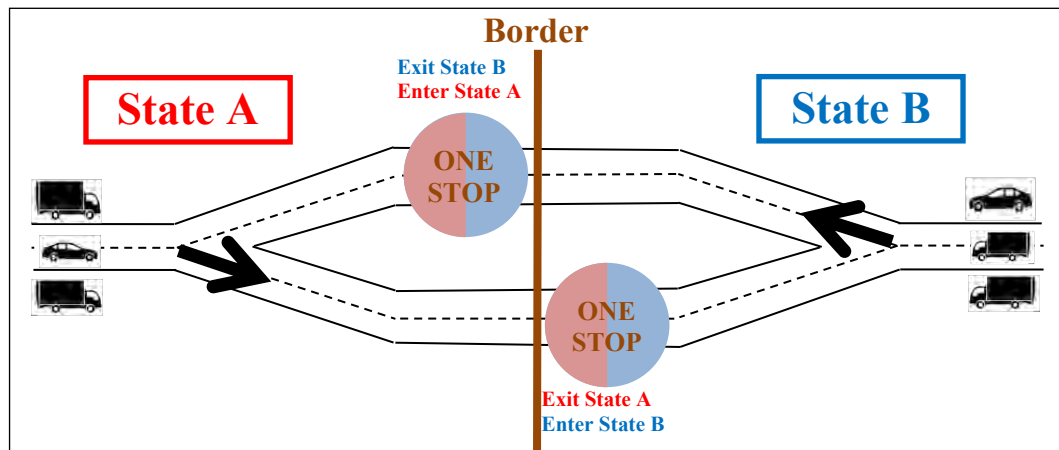 Border
Exit State B
Enter State A
State A
State B
ONE
STOP
ONE
STOP
Exit State A
Enter State B